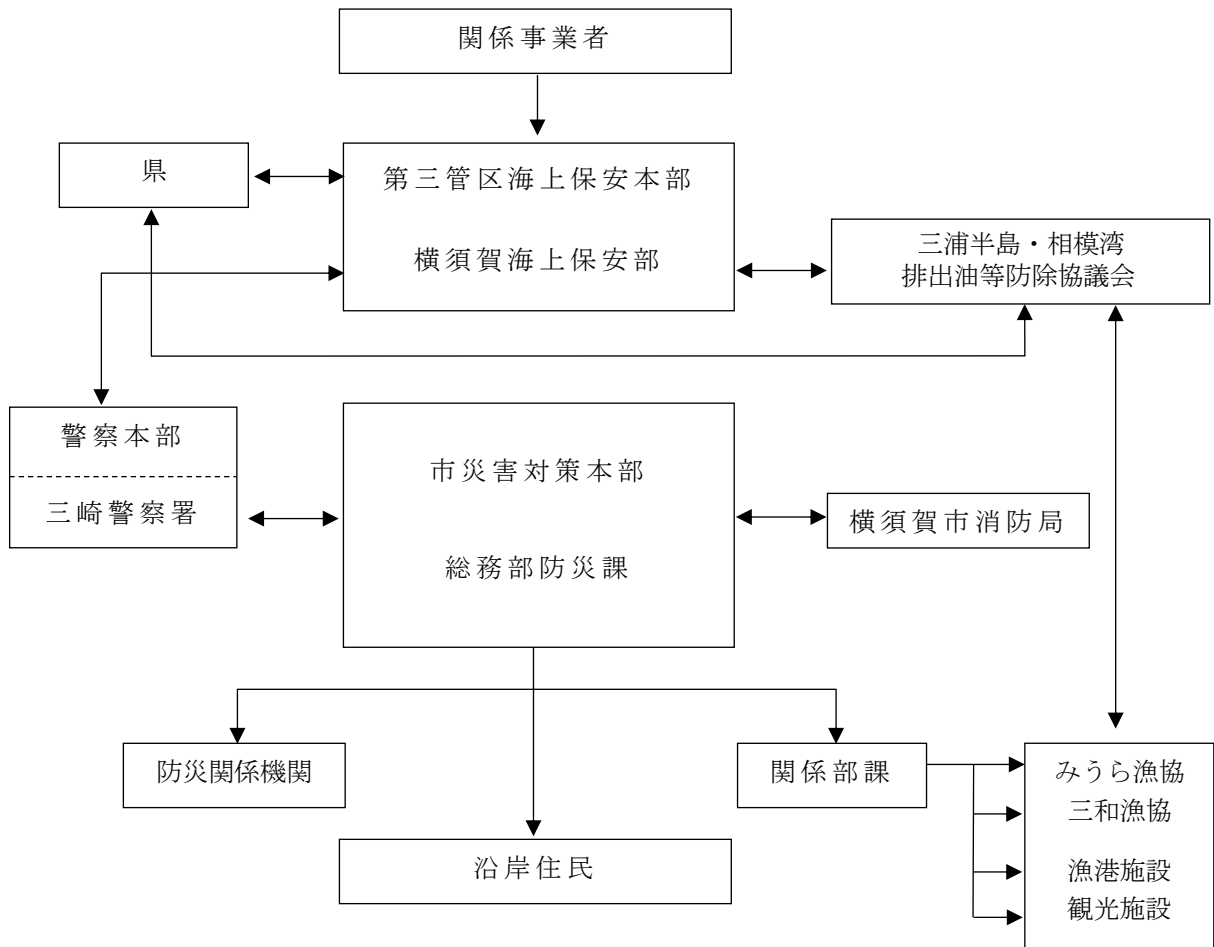 関係事業者
県
第三管区海上保安本部
横須賀海上保安部
三浦半島・相模湾
排出油等防除協議会
警察本部
三崎警察署
市災害対策本部
総務部防災課
横須賀市消防局
防災関係機関
関係部課
みうら漁協
三和漁協
漁港施設
観光施設
沿岸住民